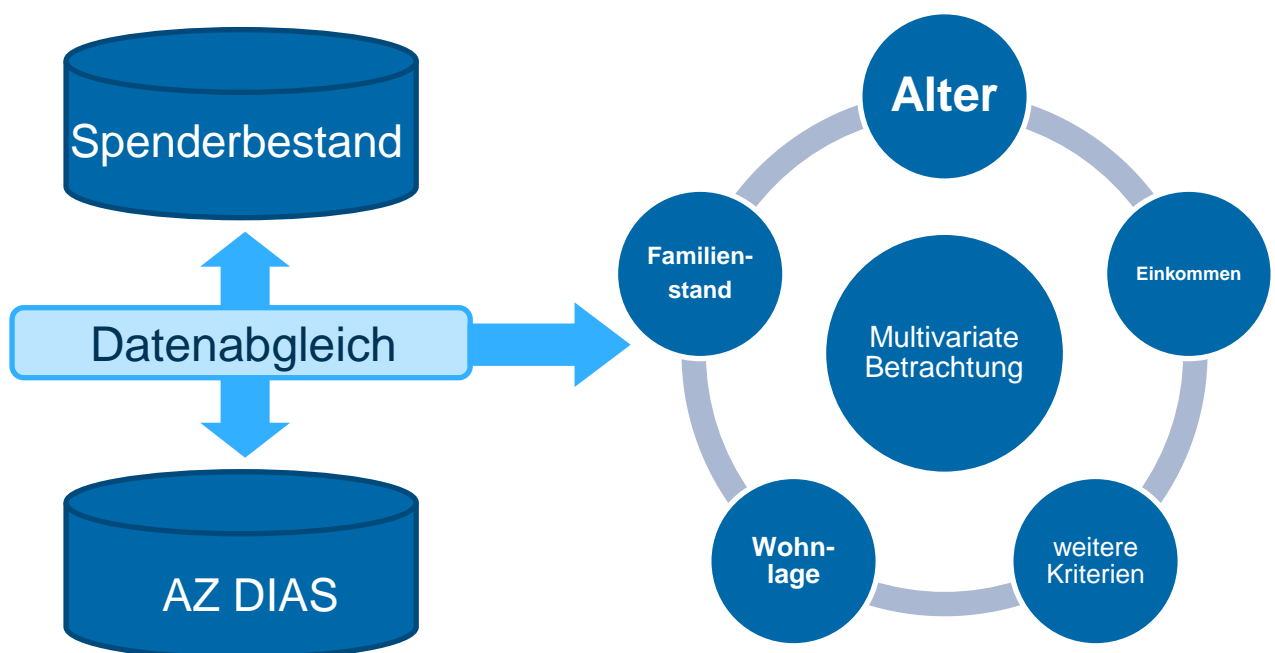 Spenderbestand
Datenabgleich
AZ DIAS
Alter
Familien-
stand
Einkommen
Multivariate
Betrachtung
Wohn-
lage
weitere
Kriterien